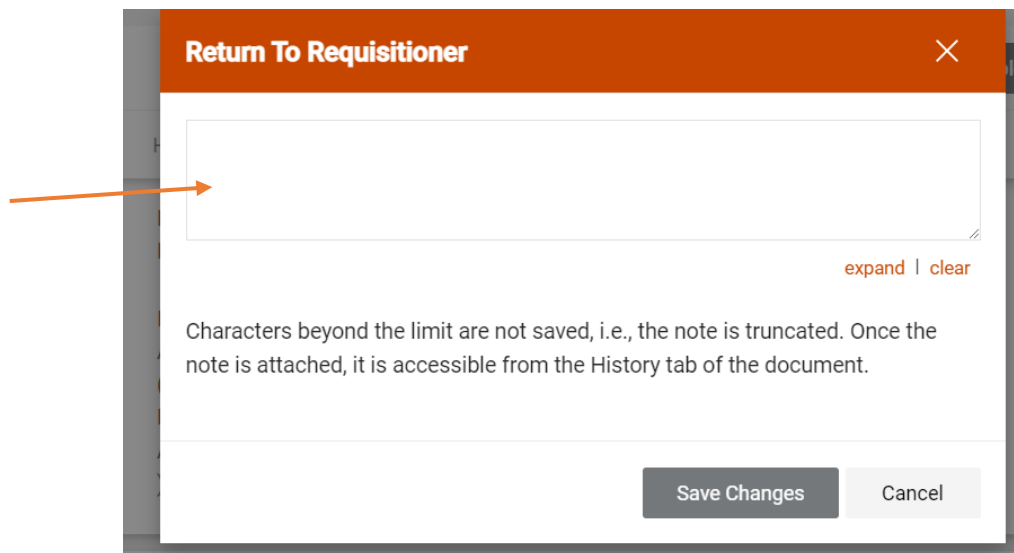 Return To Requisitioner
expand | clear
Characters beyond the limit are not saved, i.e., the note is truncated. Once the
note is attached, it is accessible from the History tab of the document.
Save Changes Cancel